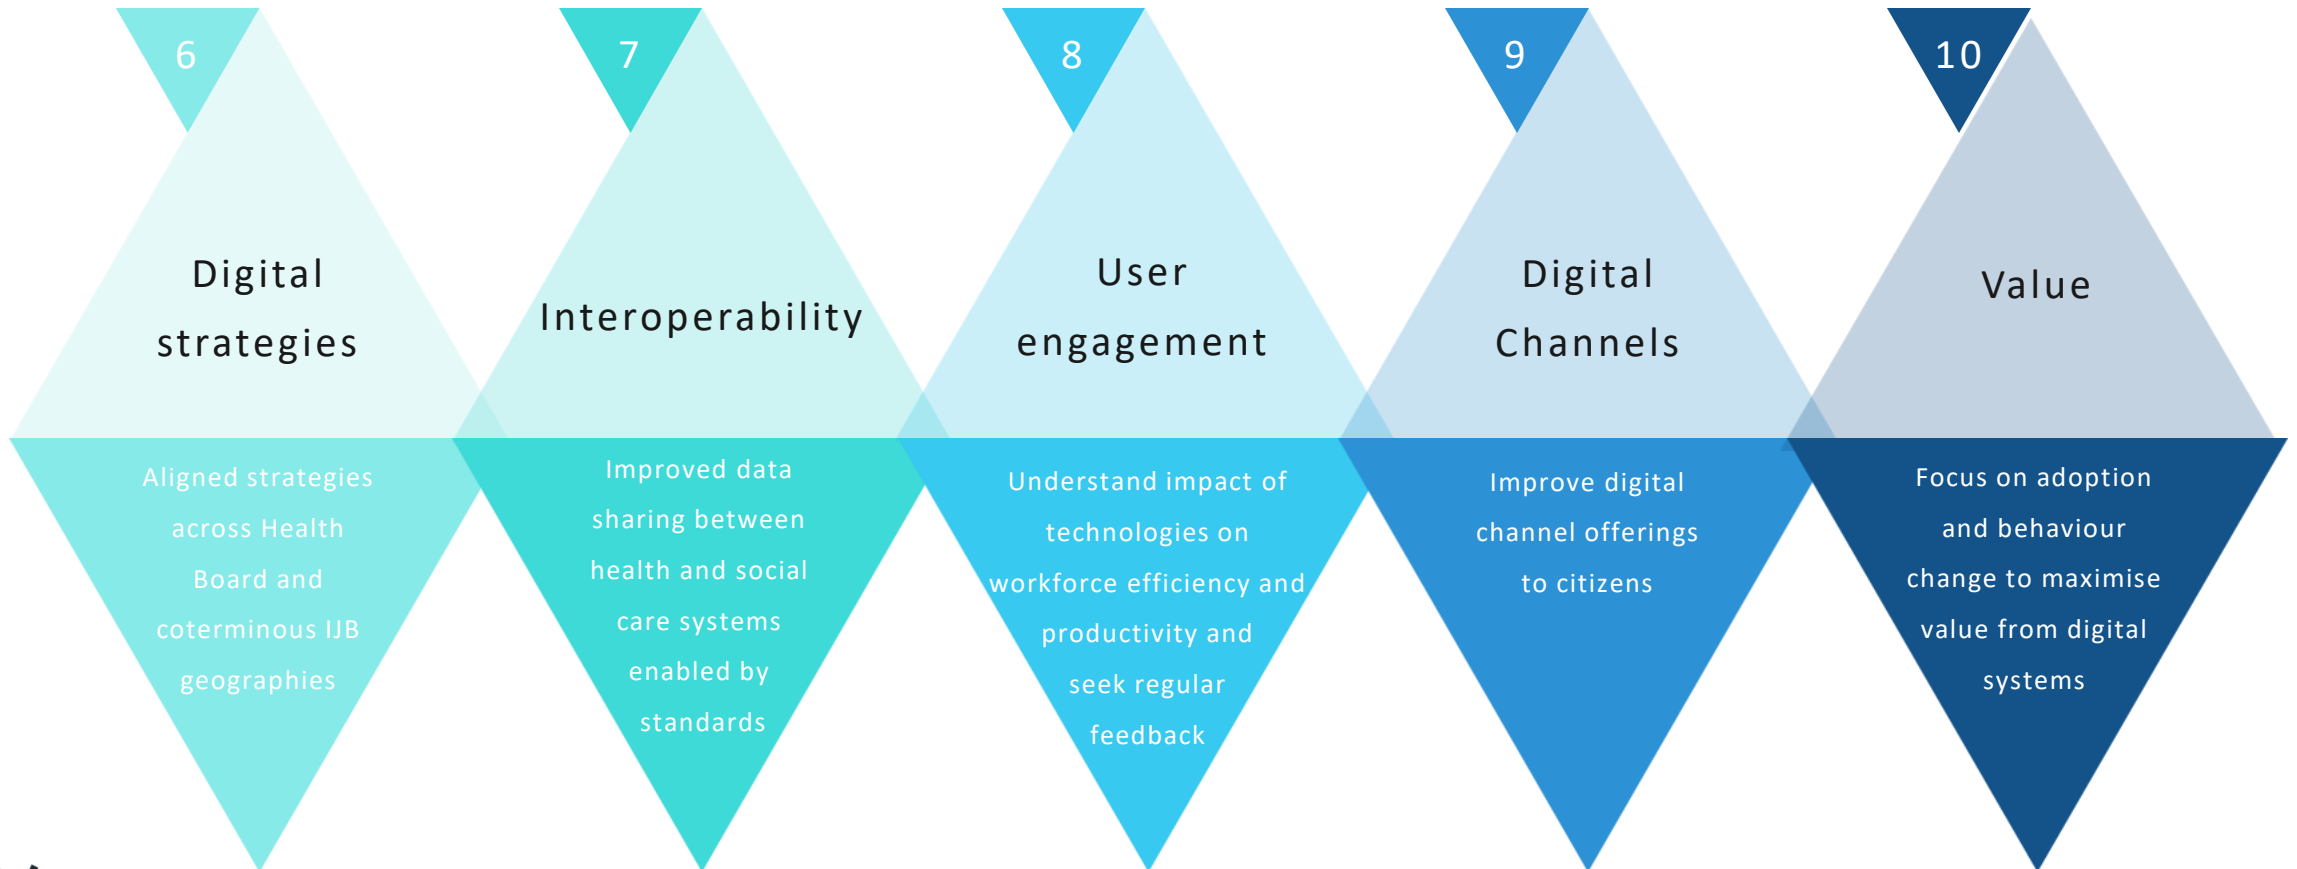 6
Digital
strategies
Aligned strategies
across Health
Board and
coterminous IJB
geographies
7
Interoperability
Improved data
sharing between
health and social
care systems
enabled by
standards
8
User
engagement
Understand impact of
technologies on
workforce efficiency and
productivity and
seek regular
feedback
9
Digital
Channels
Improve digital
channel offerings
to citizens
10
Value
Focus on adoption
and behaviour
change to maximise
value from digital
systems